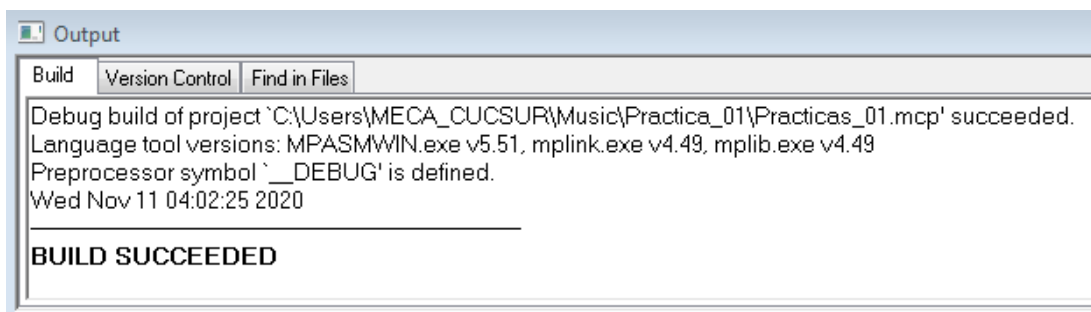 Output
Build Version Control Find in Files
Debug build of project `C:\Users\MECA_CUCSUR\Music\Practica_01\Practicas_01.mcp' succeeded.
Language tool versions: MPASMWIN.exe v5.51, mplink.exe v4.49, mplib.exe v4.49
Preprocessor symbol `__DEBUG' is defined.
Wed Nov 11 04:02:25 2020
BUILD SUCCEEDED